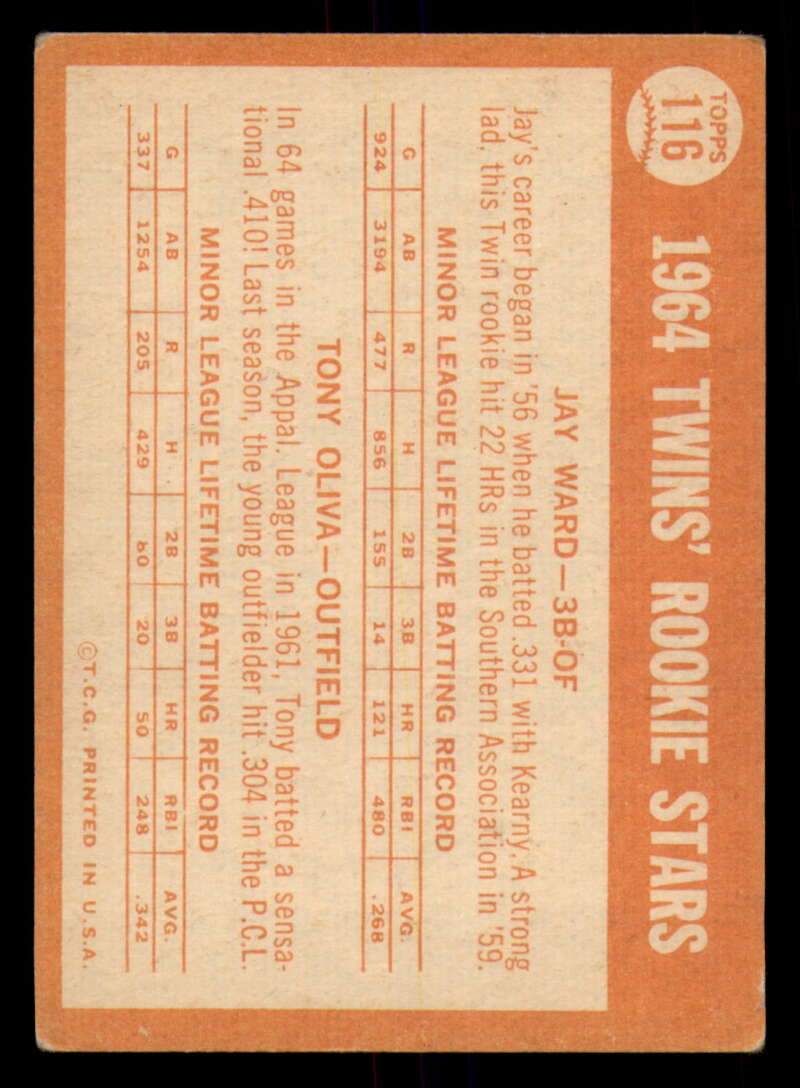 TOPPS
116
1964 TWINS' ROOKIE STARS
JAY WARD—3B-OF
Jay's career began in '56 when he batted .331 with Kearny. A strong
lad, this Twin rookie hit 22 HRs in the Southern Association in '59.
MINOR LEAGUE LIFETIME BATTING RECORD
G AB R H 2B 3B HR RBI AVG.
924 3194 477 856 155 14 121 480 .268
TONY OLIVA—OUTFIELD
In 64 games in the Appal. League in 1961, Tony batted a sensa-
tional .410! Last season, the young outfielder hit .304 in the P.C.L.
MINOR LEAGUE LIFETIME BATTING RECORD
G AB R H 2B 3B HR RBI AVG.
337 1254 205 429 60 20 50 248 .342
©T.C.G. PRINTED IN U.S.A.